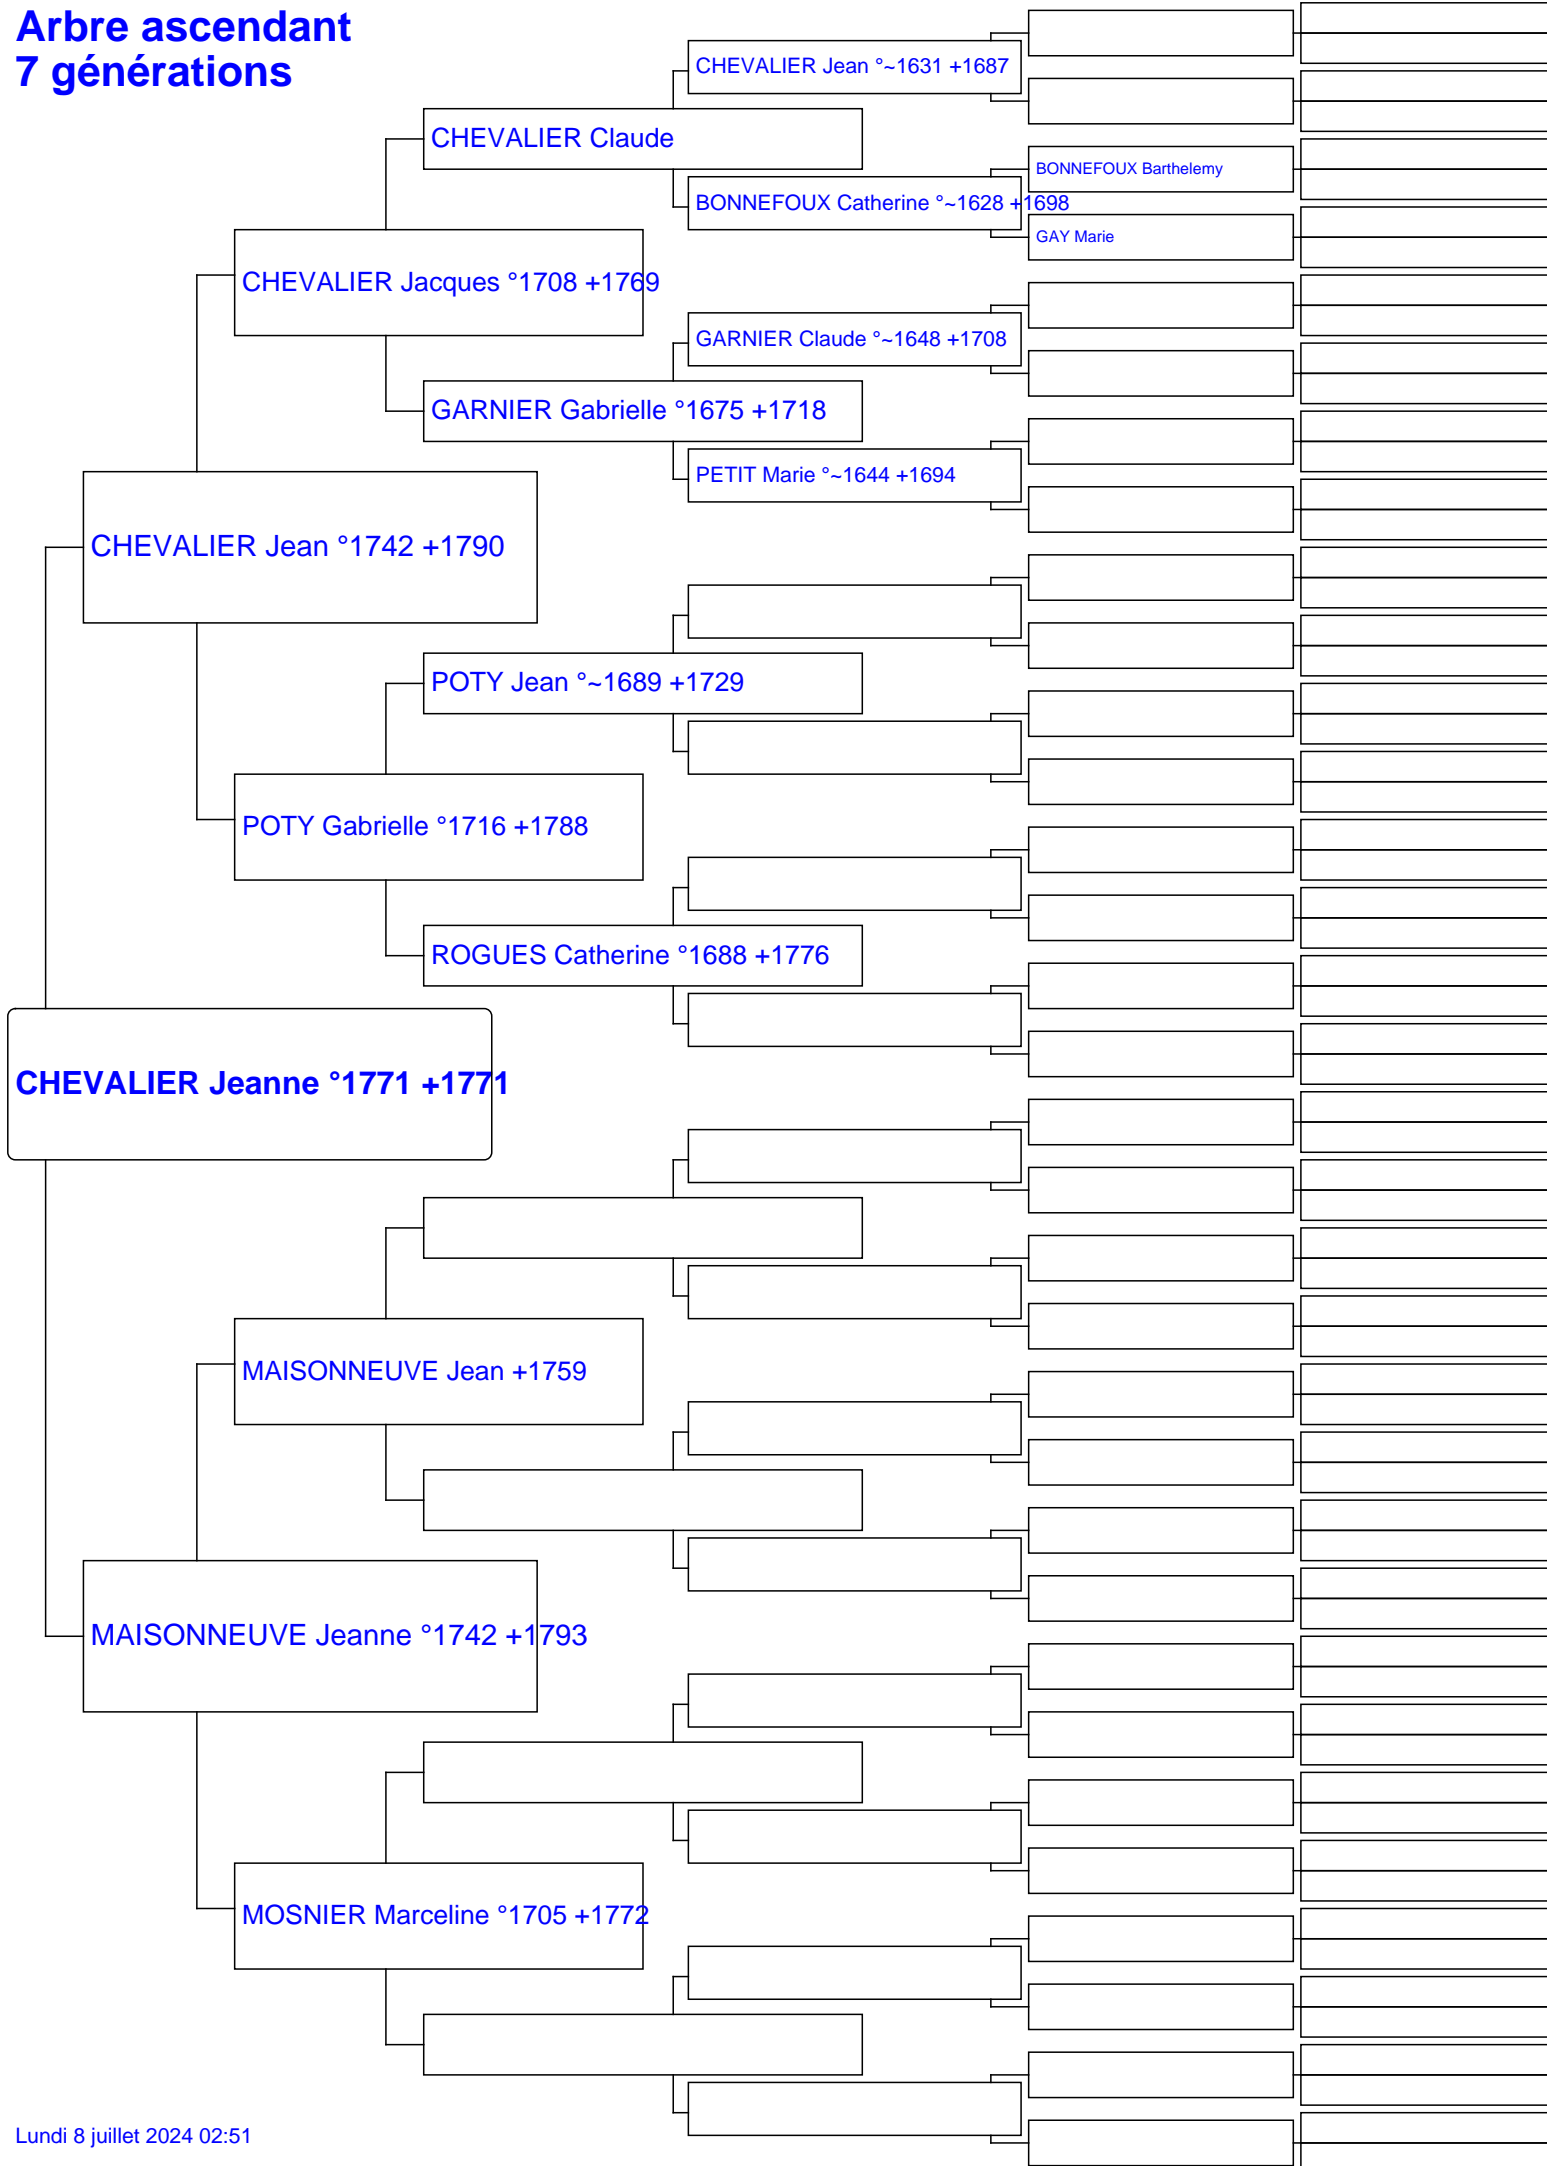 Arbre ascendant
7 générations
CHEVALIER Jean °~1631 +1687
CHEVALIER Claude
BONNEFOUX Barthelemy
BONNEFOUX Catherine °~1628 +1698
GAY Marie
CHEVALIER Jacques °1708 +1769
GARNIER Claude °~1648 +1708
GARNIER Gabrielle °1675 +1718
PETIT Marie °~1644 +1694
CHEVALIER Jean °1742 +1790
POTY Jean °~1689 +1729
POTY Gabrielle °1716 +1788
ROGUES Catherine °1688 +1776
CHEVALIER Jeanne °1771 +1771
MAISONNEUVE Jean +1759
MAISONNEUVE Jeanne °1742 +1793
MOSNIER Marceline °1705 +1772
Lundi 8 juillet 2024 02:51